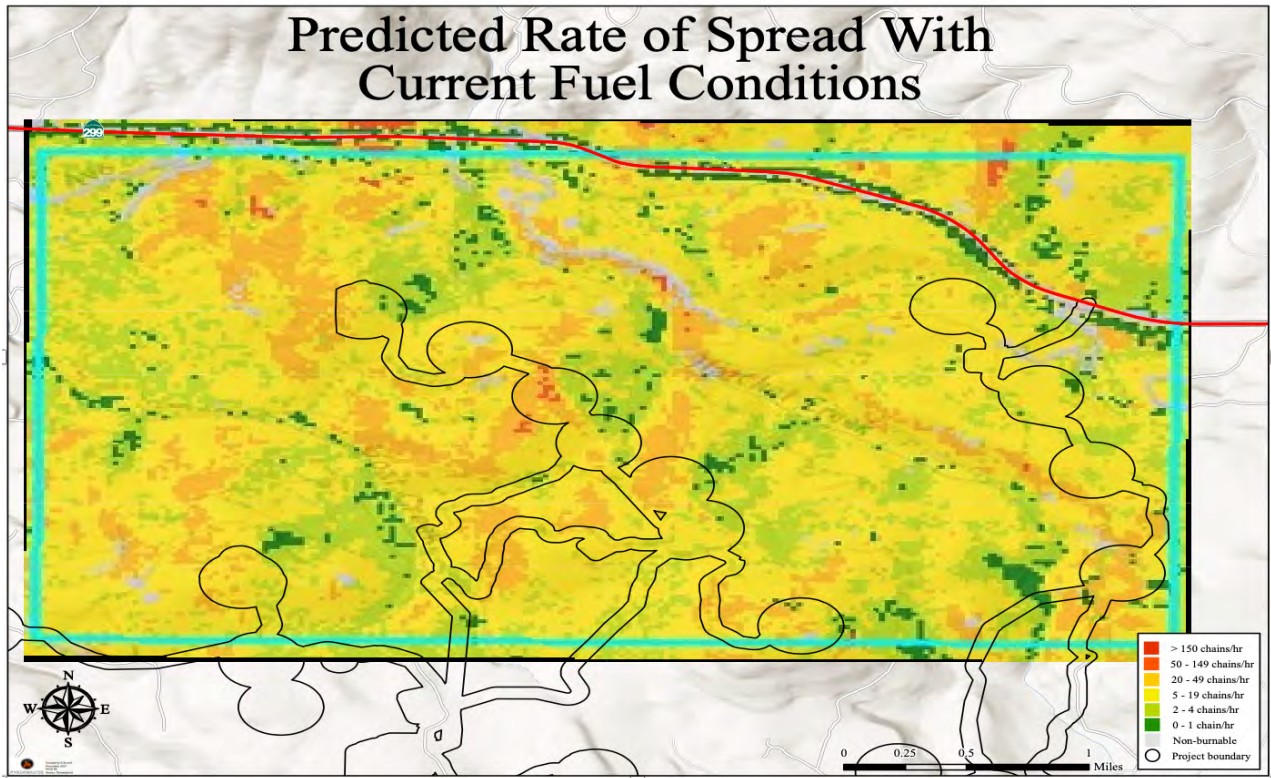 Predicted Rate of Spread With
Current Fuel Conditions
299
> 150 chains/hr
50 - 149 chains/hr
20 - 49 chains/hr
5 - 19 chains/hr
2 - 4 chains/hr
0 - 1 chain/hr
Non-burnable
Project boundary
N
W E
S
0 0.25 0.5 1
Miles